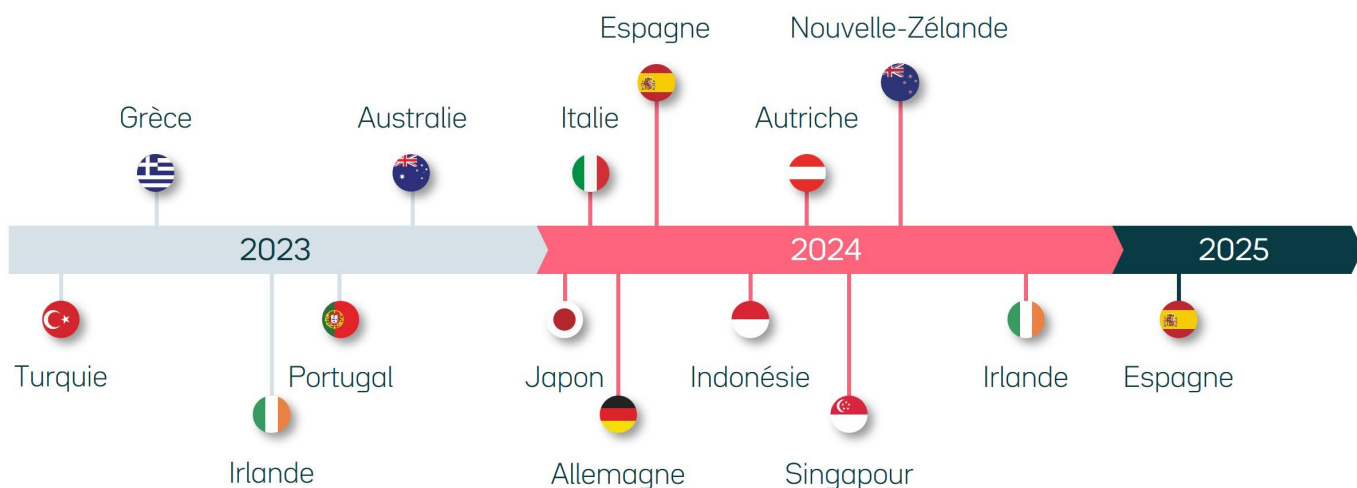 Espagne
Nouvelle-Zélande
Grèce
Australie
Italie
Autriche
2023
2024
2025
Turquie
Portugal
Japon
Indonésie
Irlande
Espagne
Irlande
Allemagne
Singapour